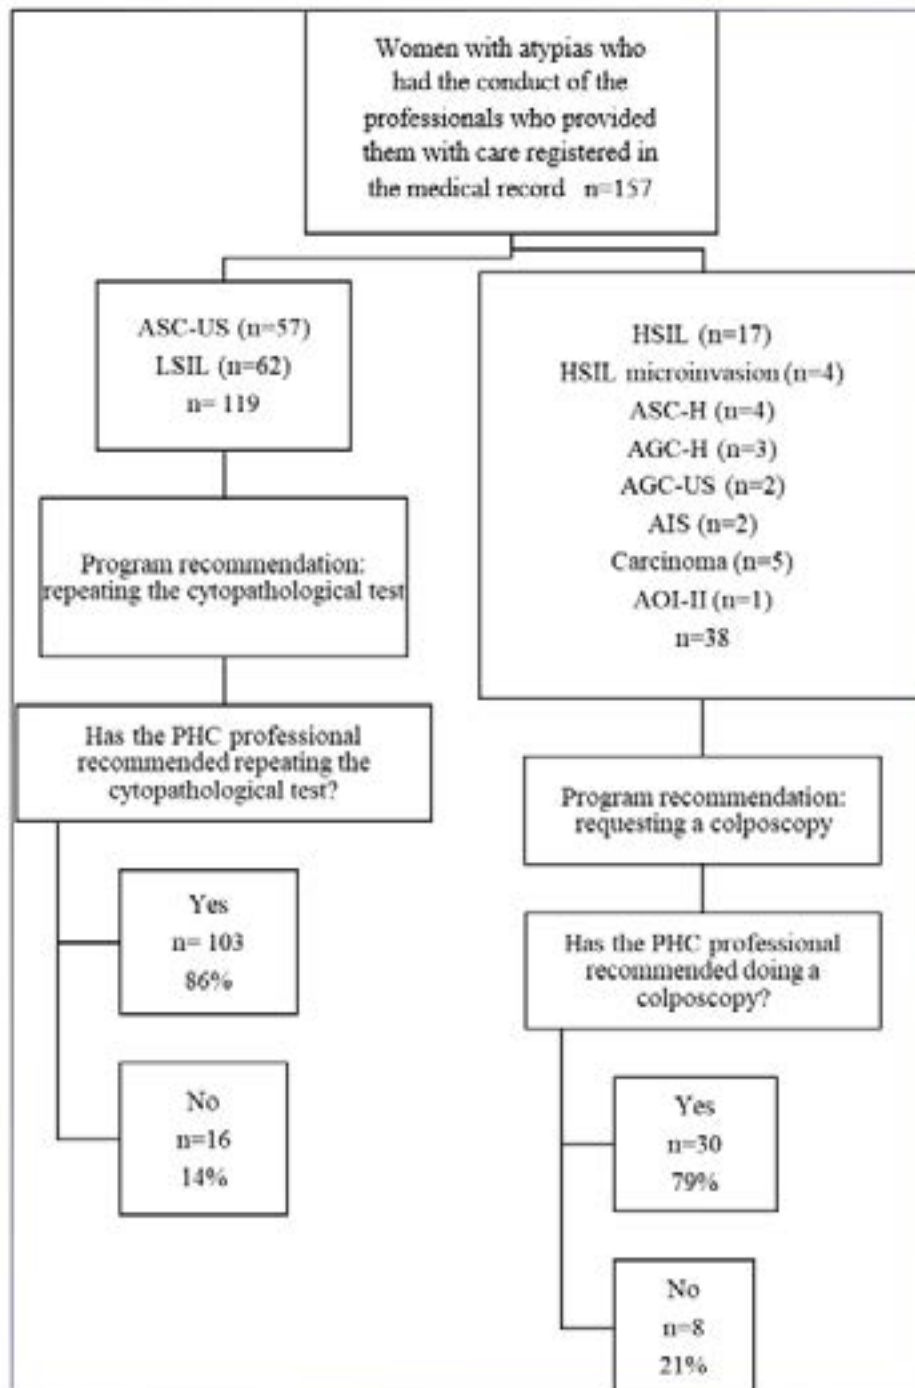 Women with atypias who
had the conduct of the
professionals who provided
them with care registered in
the medical record n=157
ASC-US (n=57)
LSIL (n=62)
n= 119
HSIL (n=17)
HSIL microinvasion (n=4)
ASC-H (n=4)
AGC-H (n=3)
AGC-US (n=2)
AIS (n=2)
Carcinoma (n=5)
AOI-II (n=1)
n=38
Program recommendation:
repeating the cytopathological test
Has the PHC professional
recommended repeating the
cytopathological test?
Yes
n= 103
86%
No
n=16
14%
Program recommendation:
requesting a colposcopy
Has the PHC professional
recommended doing a
colposcopy?
Yes
n=30
79%
No
n=8
21%